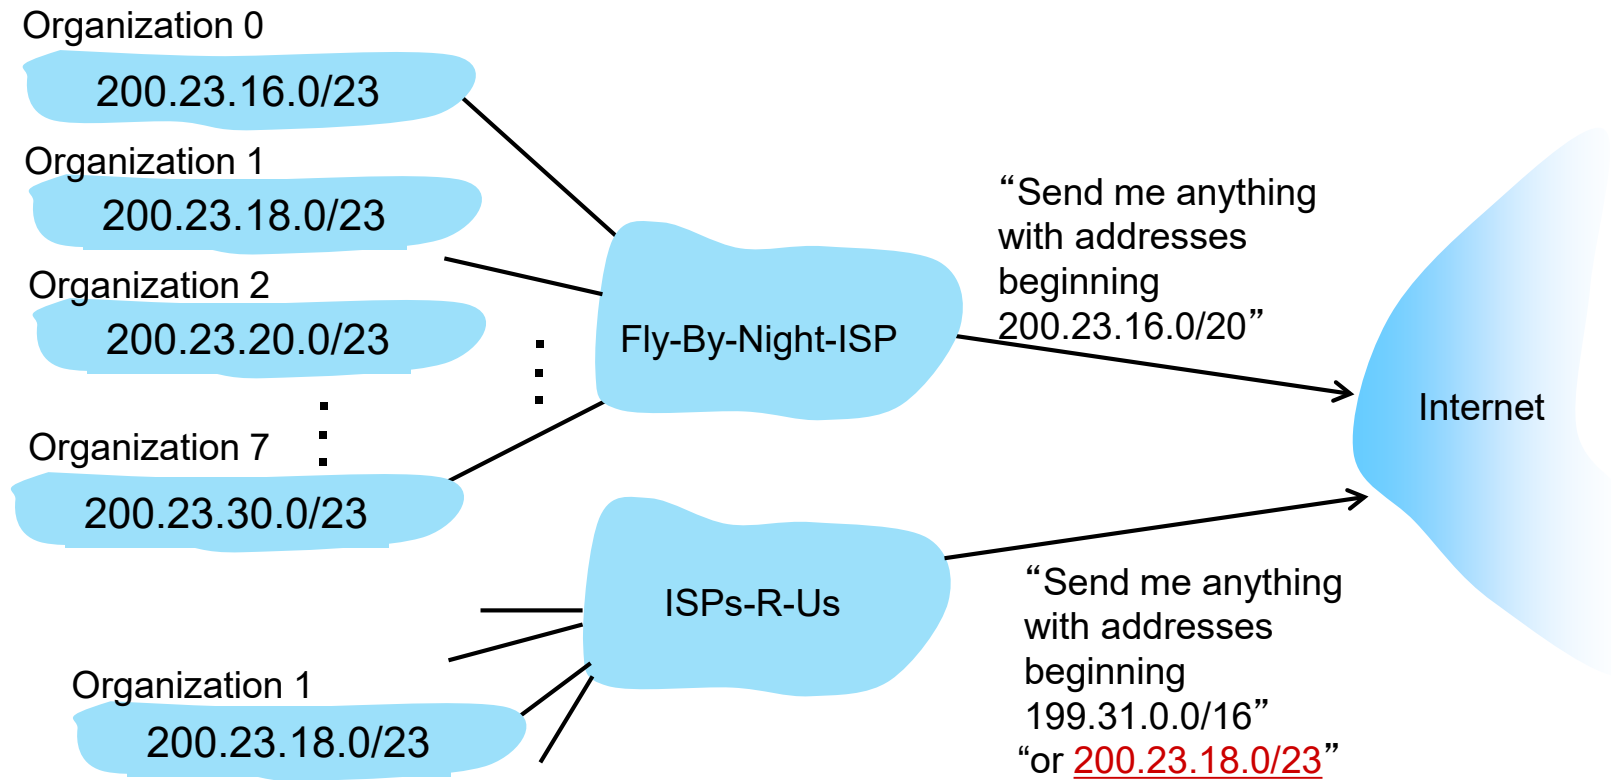 Organization 0
200.23.16.0/23
Organization 1
200.23.18.0/23
Organization 2
200.23.20.0/23
Organization 7
200.23.30.0/23
Fly-By-Night-ISP
“Send me anything
with addresses
beginning
200.23.16.0/20”
Internet
ISPs-R-Us
Organization 1
200.23.18.0/23
“Send me anything
with addresses
beginning
199.31.0.0/16”
“or 200.23.18.0/23”